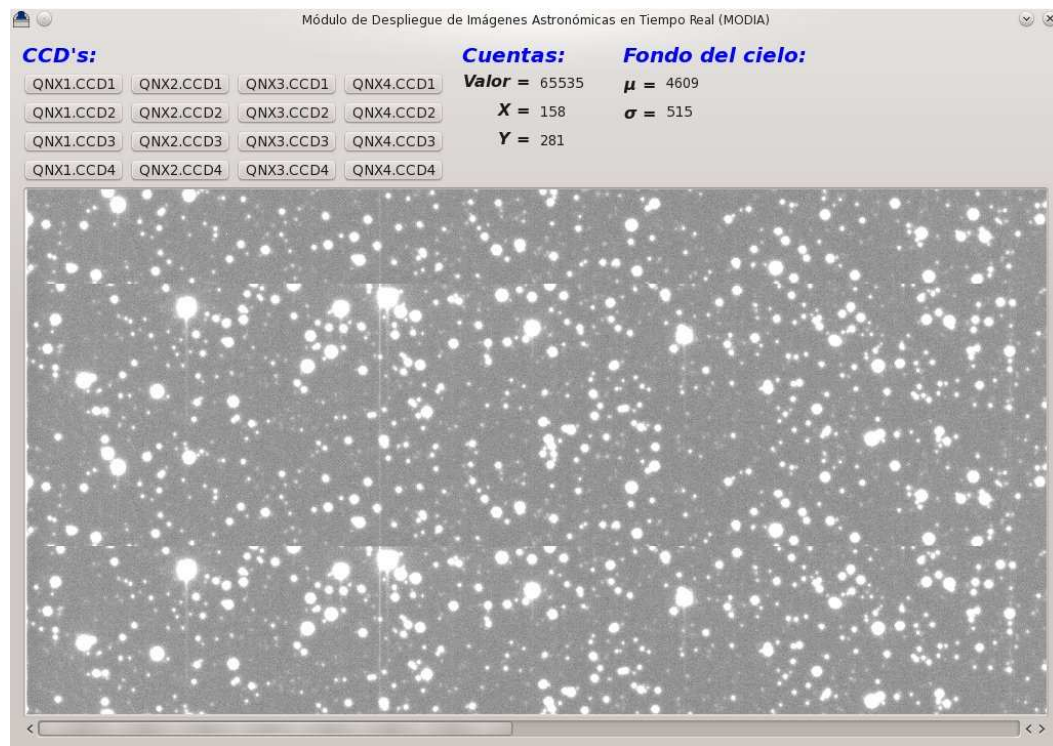 Módulo de Despliegue de Imágenes Astronómicas en Tiempo Real (MODIA)
CCD's: Cuentas: Fondo del cielo:
QNX1.CCD1 QNX2.CCD1 QNX3.CCD1 QNX4.CCD1 Valor = 65535 μ = 4609
QNX1.CCD2 QNX2.CCD2 QNX3.CCD2 QNX4.CCD2 X = 158 σ = 515
QNX1.CCD3 QNX2.CCD3 QNX3.CCD3 QNX4.CCD3 Y = 281
QNX1.CCD4 QNX2.CCD4 QNX3.CCD4 QNX4.CCD4